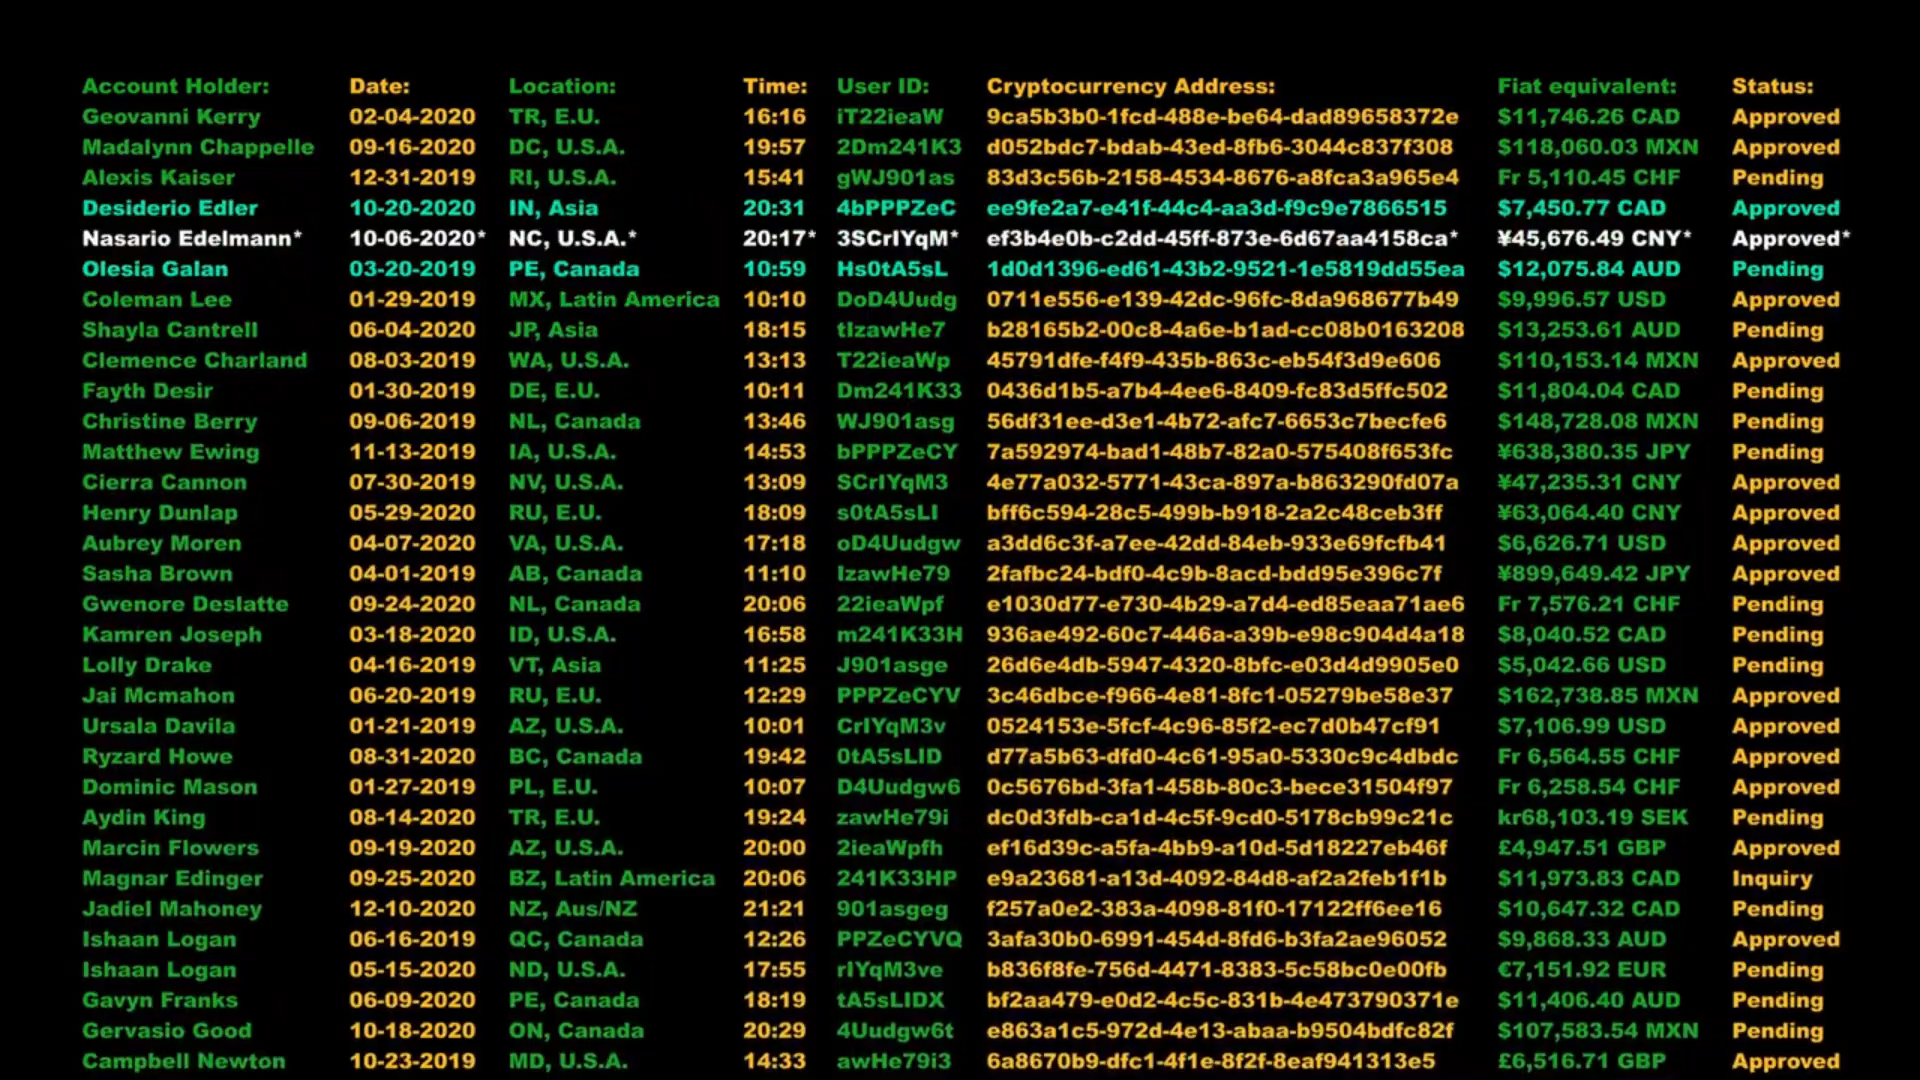 Account Holder: Date: Location: Time: User ID: Cryptocurrency Address: Fiat equivalent: Status:
Geovanni Kerry 02-04-2020 TR, E.U. 16:16 iT22ieaW 9ca5b3b0-1fcd-488e-be64-dad89658372e $11,746.26 CAD Approved
Madalynn Chappelle 09-16-2020 DC, U.S.A. 19:57 2Dm241K3 d052bdc7-bdab-43ed-8fb6-3044c837f308 $118,060.03 MXN Approved
Alexis Kaiser 12-31-2019 RI, U.S.A. 15:41 gWJ901as 83d3c56b-2158-4534-8676-a8fca3a965e4 Fr 5,110.45 CHF Pending
Desiderio Edler 10-20-2020 IN, Asia 20:31 4bPPPZeC ee9fe2a7-e41f-44c4-aa3d-f9c9e7866515 $7,450.77 CAD Approved
Nasario Edelmann* 10-06-2020* NC, U.S.A.* 20:17* 3SCrIYqM* ef3b4e0b-c2dd-45ff-873e-6d67aa4158ca* ¥45,676.49 CNY* Approved*
Olesia Galan 03-20-2019 PE, Canada 10:59 Hs0tA5sL 1d0d1396-ed61-43b2-9521-1e5819dd55ea $12,075.84 AUD Pending
Coleman Lee 01-29-2019 MX, Latin America 10:10 DoD4Uudg 0711e556-e139-42dc-96fc-8da968677b49 $9,996.57 USD Approved
Shayla Cantrell 06-04-2020 JP, Asia 18:15 tIzawHe7 b28165b2-00c8-4a6e-b1ad-cc08b0163208 $13,253.61 AUD Pending
Clemence Charland 08-03-2019 WA, U.S.A. 13:13 T22ieaWp 45791dfe-f4f9-435b-863c-eb54f3d9e606 $110,153.14 MXN Approved
Fayth Desir 01-30-2019 DE, E.U. 10:11 Dm241K33 0436d1b5-a7b4-4ee6-8409-fc83d5ffc502 $11,804.04 CAD Pending
Christine Berry 09-06-2019 NL, Canada 13:46 WJ901asg 56df31ee-d3e1-4b72-afc7-6653c7becfe6 $148,728.08 MXN Pending
Matthew Ewing 11-13-2019 IA, U.S.A. 14:53 bPPPZeCY 7a592974-bad1-48b7-82a0-575408f653fc ¥638,380.35 JPY Pending
Cierra Cannon 07-30-2019 NV, U.S.A. 13:09 SCrIYqM3 4e77a032-5771-43ca-897a-b863290fd07a ¥47,235.31 CNY Approved
Henry Dunlap 05-29-2020 RU, E.U. 18:09 s0tA5sLI bff6c594-28c5-499b-b918-2a2c48ceb3ff ¥63,064.40 CNY Approved
Aubrey Moren 04-07-2020 VA, U.S.A. 17:18 oD4Uudgw a3dd6c3f-a7ee-42dd-84eb-933e69fcfb41 $6,626.71 USD Approved
Sasha Brown 04-01-2019 AB, Canada 11:10 IzawHe79 2fafbc24-bdf0-4c9b-8acd-bdd95e396c7f ¥899,649.42 JPY Approved
Gwenore Deslatte 09-24-2020 NL, Canada 20:06 22ieaWpf e1030d77-e730-4b29-a7d4-ed85eaa71ae6 Fr 7,576.21 CHF Pending
Kamren Joseph 03-18-2020 ID, U.S.A. 16:58 m241K33H 936ae492-60c7-446a-a39b-e98c904d4a18 $8,040.52 CAD Pending
Lolly Drake 04-16-2019 VT, Asia 11:25 J901asge 26d6e4db-5947-4320-8bfc-e03d4d9905e0 $5,042.66 USD Pending
Jai Mcmahon 06-20-2019 RU, E.U. 12:29 PPPZeCYV 3c46dbce-f966-4e81-8fc1-05279be58e37 $162,738.85 MXN Approved
Ursala Davila 01-21-2019 AZ, U.S.A. 10:01 CrIYqM3v 0524153e-5fcf-4c96-85f2-ec7d0b47cf91 $7,106.99 USD Approved
Ryzard Howe 08-31-2020 BC, Canada 19:42 0tA5sLID d77a5b63-dfd0-4c61-95a0-5330c9c4dbdc Fr 6,564.55 CHF Approved
Dominic Mason 01-27-2019 PL, E.U. 10:07 D4Uudgw6 0c5676bd-3fa1-458b-80c3-bece31504f97 Fr 6,258.54 CHF Approved
Aydin King 08-14-2020 TR, E.U. 19:24 zawHe79i dc0d3fdb-ca1d-4c5f-9cd0-5178cb99c21c kr68,103.19 SEK Pending
Marcin Flowers 09-19-2020 AZ, U.S.A. 20:00 2ieaWpfh ef16d39c-a5fa-4bb9-a10d-5d18227eb46f £4,947.51 GBP Approved
Magnar Edinger 09-25-2020 BZ, Latin America 20:06 241K33HP e9a23681-a13d-4092-84d8-af2a2feb1f1b $11,973.83 CAD Inquiry
Jadiel Mahoney 12-10-2020 NZ, Aus/NZ 21:21 901asgeg f257a0e2-383a-4098-81f0-17122ff6ee16 $10,647.32 CAD Pending
Ishaan Logan 06-16-2019 QC, Canada 12:26 PPZeCYVQ 3afa30b0-6991-454d-8fd6-b3fa2ae96052 $9,868.33 AUD Approved
Ishaan Logan 05-15-2020 ND, U.S.A. 17:55 rIYqM3ve b836f8fe-756d-4471-8383-5c58bc0e00fb €7,151.92 EUR Pending
Gavyn Franks 06-09-2020 PE, Canada 18:19 tA5sLIDX bf2aa479-e0d2-4c5c-831b-4e473790371e $11,406.40 AUD Pending
Gervasio Good 10-18-2020 ON, Canada 20:29 4Uudgw6t e863a1c5-972d-4e13-abaa-b9504bdfc82f $107,583.54 MXN Pending
Campbell Newton 10-23-2019 MD, U.S.A. 14:33 awHe79i3 6a8670b9-dfc1-4f1e-8f2f-8eaf941313e5 £6,516.71 GBP Approved